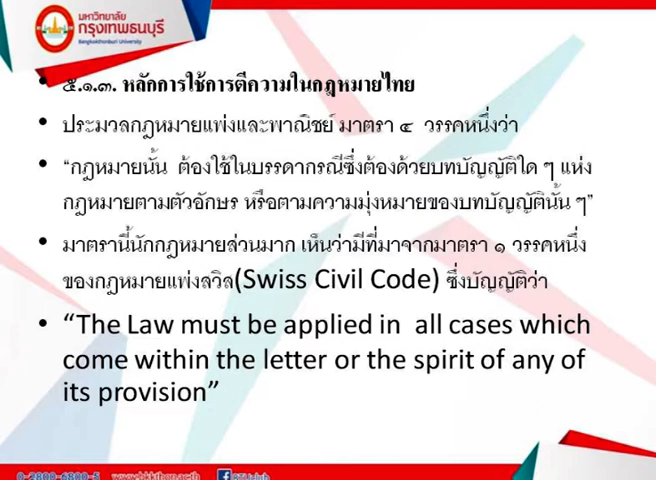 มหาวิทยาลัย
กรุงเทพธนบุรี
Bangkokthonburi University
• ๕.๑.๓. หลักการใช้การตีความในกฎหมายไทย
• ประมวลกฎหมายแพ่งและพาณิชย์ มาตรา ๔ วรรคหนึ่งว่า
• “กฎหมายนั้น ต้องใช้ในบรรดากรณีซึ่งต้องด้วยบทบัญญัติใด ๆ แห่ง
กฎหมายตามตัวอักษร หรือตามความมุ่งหมายของบทบัญญัตินั้น ๆ”
• มาตรานี้นักกฎหมายส่วนมาก เห็นว่ามีที่มาจากมาตรา ๑ วรรคหนึ่ง
ของกฎหมายแพ่งสวิส(Swiss Civil Code) ซึ่งบัญญัติว่า
• “The Law must be applied in all cases which
come within the letter or the spirit of any of
its provision”
0-2800-6800-5 www.bkkthon.ac.th BTUclub